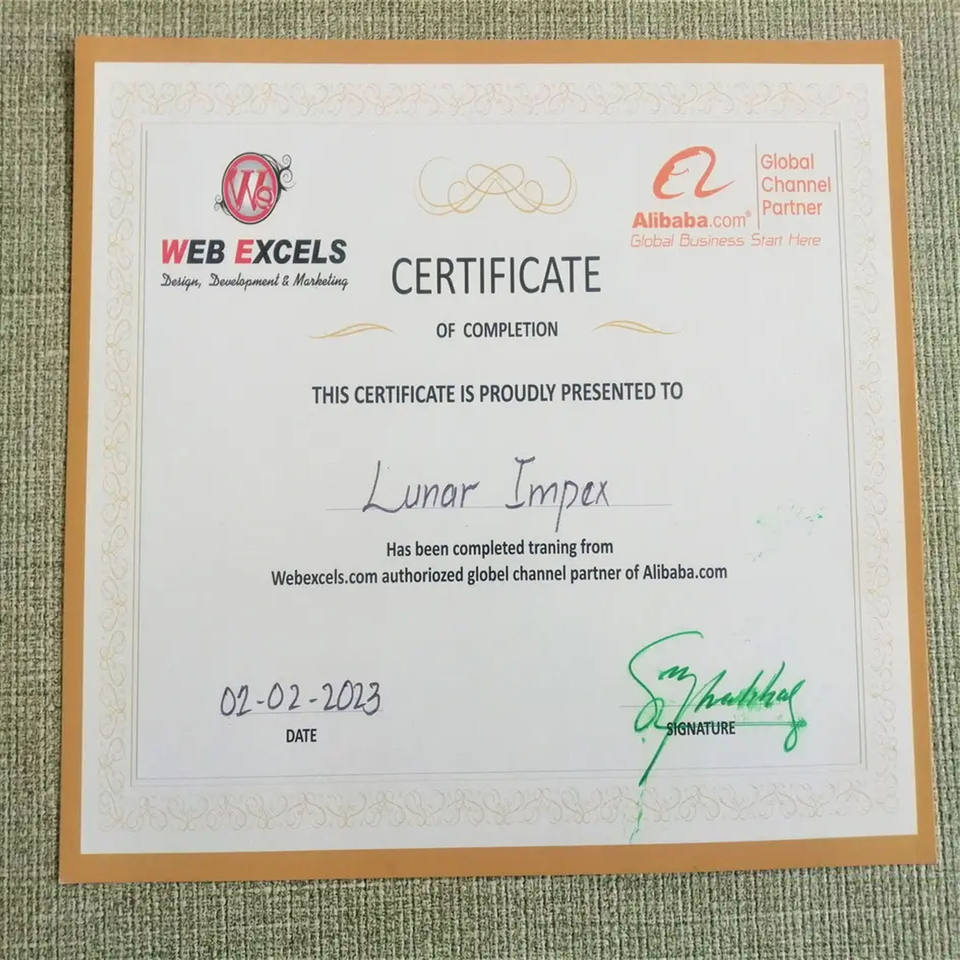 We
WEB EXCELS
Design, Development & Marketing
Alibaba.com®
Global Business Start Here
Global
Channel
Partner
CERTIFICATE
OF COMPLETION
THIS CERTIFICATE IS PROUDLY PRESENTED TO
Lunar Impex
Has been completed traning from
Webexcels.com authoriozed globel channel partner of Alibaba.com
02-02-2023
DATE
SIGNATURE